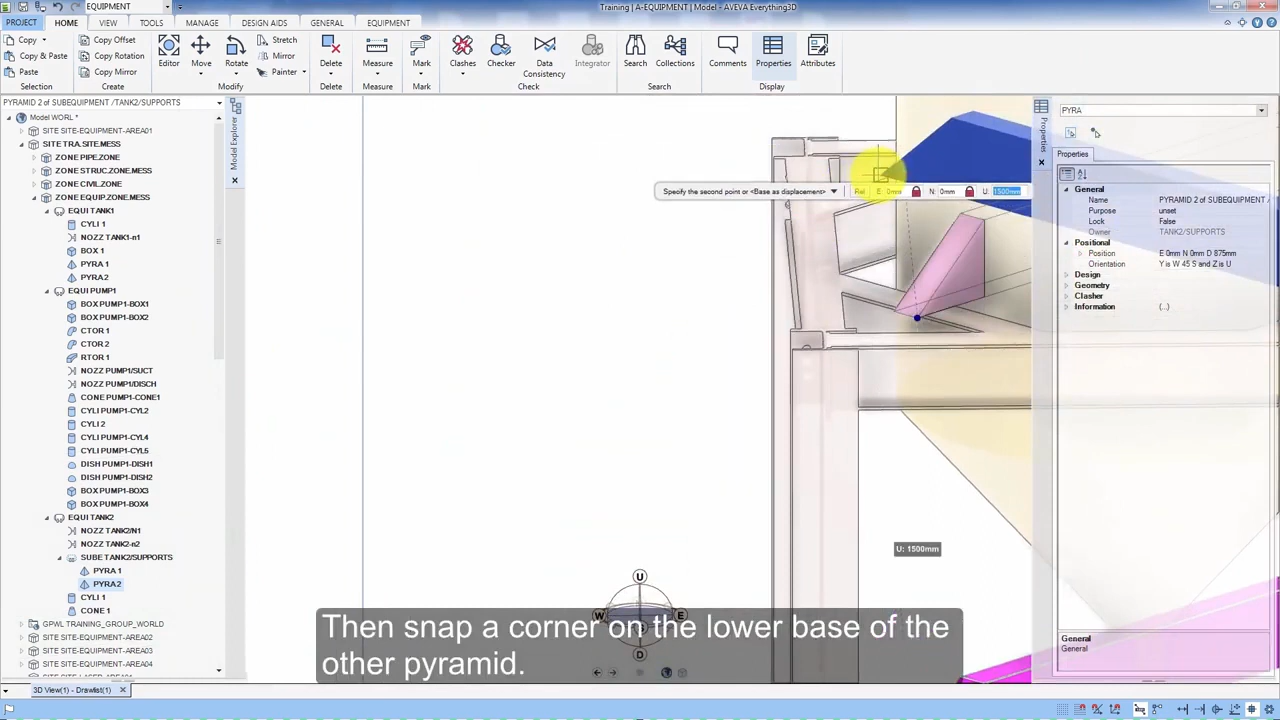 EQUIPMENT
Training | A-EQUIPMENT | Model - AVEVA Everything3D
PROJECT HOME VIEW TOOLS MANAGE DESIGN AIDS GENERAL EQUIPMENT
Copy
Copy & Paste
Paste
Selection
Copy Offset
Copy Rotation
Copy Mirror
Create
Editor
Move
Rotate
Stretch
Mirror
Painter
Modify
Delete
Delete
Measure
Measure
Mark
Mark
Clashes
Checker
Data
Consistency
Integrator
Check
Search
Collections
Search
Comments
Properties
Attributes
Display
PYRAMID 2 of SUBEQUIPMENT /TANK2/SUPPORTS
Model WORL *
SITE SITE-EQUIPMENT-AREA01
SITE TRA.SITE.MESS
ZONE PIPE.ZONE
ZONE STRUC.ZONE.MESS
ZONE CIVIL.ZONE
ZONE EQUIP.ZONE.MESS
EQUI TANK1
CYLI 1
NOZZ TANK1-n1
BOX 1
PYRA 1
PYRA 2
EQUI PUMP1
BOX PUMP1-BOX1
BOX PUMP1-BOX2
CTOR 1
CTOR 2
RTOR 1
NOZZ PUMP1/SUCT
NOZZ PUMP1/DISCH
CONE PUMP1-CONE1
CYLI PUMP1-CYL2
CYLI 2
CYLI PUMP1-CYL4
CYLI PUMP1-CYL5
DISH PUMP1-DISH1
DISH PUMP1-DISH2
BOX PUMP1-BOX3
BOX PUMP1-BOX4
EQUI TANK2
NOZZ TANK2/N1
NOZZ TANK2-n2
SUBE TANK2/SUPPORTS
PYRA 1
PYRA 2
CYLI 1
CONE 1
GPWL TRAINING_GROUP_WORLD
SITE SITE-EQUIPMENT-AREA02
SITE SITE-EQUIPMENT-AREA03
SITE SITE-EQUIPMENT-AREA04
Model Explorer
Specify the second point or <Base as displacement> Rel E: 0mm N: 0mm U: 1500mm
U: 1500mm
U
W
E
D
Properties
PYRA
Properties
General
Name PYRAMID 2 of SUBEQUIPMENT /
Purpose unset
Lock False
Owner TANK2/SUPPORTS
Positional
Position E 0mm N 0mm D 875mm
Orientation Y is W 45 S and Z is U
Design
Geometry
Clasher
Information (...)
General
General
Then snap a corner on the lower base of the
other pyramid.
3D View(1) - Drawlist(1)